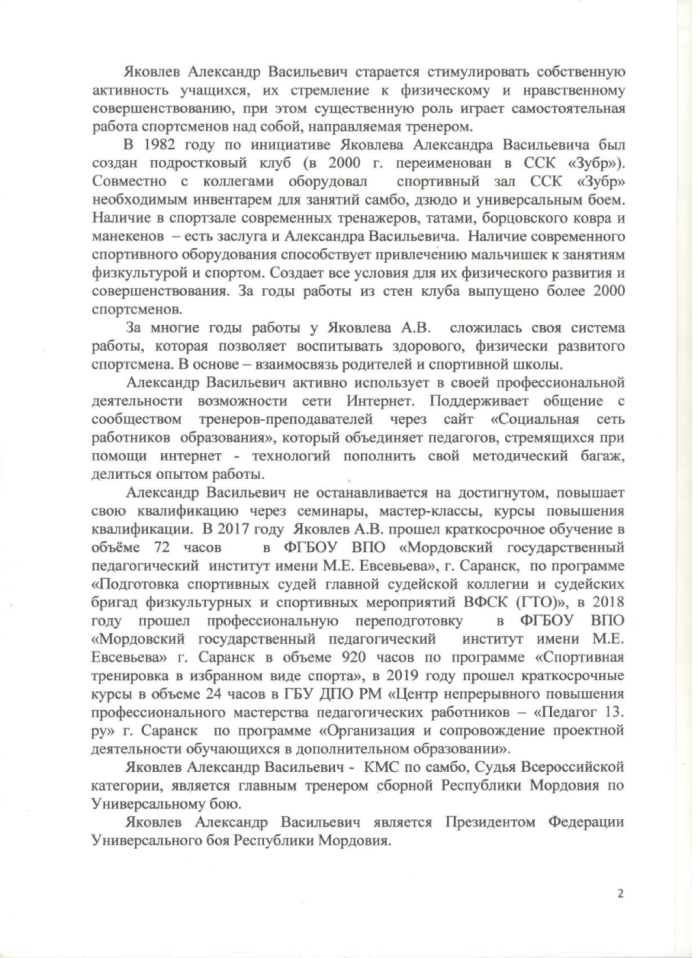 Яковлев Александр Васильевич старается стимулировать собственную
активность учащихся, их стремление к физическому и нравственному
совершенствованию, при этом существенную роль играет самостоятельная
работа спортсменов над собой, направляемая тренером.
В 1982 году по инициативе Яковлева Александра Васильевича был
создан подростковый клуб (в 2000 г. переименован в ССК «Зубр»).
Совместно с коллегами оборудовал спортивный зал ССК «Зубр»
необходимым инвентарем для занятий самбо, дзюдо и универсальным боем.
Наличие в спортзале современных тренажеров, татами, борцовского ковра и
манекенов – есть заслуга и Александра Васильевича. Наличие современного
спортивного оборудования способствует привлечению мальчишек к занятиям
физкультурой и спортом. Создает все условия для их физического развития и
совершенствования. За годы работы из стен клуба выпущено более 2000
спортсменов.
За многие годы работы у Яковлева А.В. сложилась своя система
работы, которая позволяет воспитывать здорового, физически развитого
спортсмена. В основе – взаимосвязь родителей и спортивной школы.
Александр Васильевич активно использует в своей профессиональной
деятельности возможности сети Интернет. Поддерживает общение с
сообществом тренеров-преподавателей через сайт «Социальная сеть
работников образования», который объединяет педагогов, стремящихся при
помощи интернет - технологий пополнить свой методический багаж,
делиться опытом работы.
Александр Васильевич не останавливается на достигнутом, повышает
свою квалификацию через семинары, мастер-классы, курсы повышения
квалификации. В 2017 году Яковлев А.В. прошел краткосрочное обучение в
объёме 72 часов в ФГБОУ ВПО «Мордовский государственный
педагогический институт имени М.Е. Евсевьева», г. Саранск, по программе
«Подготовка спортивных судей главной судейской коллегии и судейских
бригад физкультурных и спортивных мероприятий ВФСК (ГТО)», в 2018
году прошел профессиональную переподготовку в ФГБОУ ВПО
«Мордовский государственный педагогический институт имени М.Е.
Евсевьева» г. Саранск в объеме 920 часов по программе «Спортивная
тренировка в избранном виде спорта», в 2019 году прошел краткосрочные
курсы в объеме 24 часов в ГБУ ДПО РМ «Центр непрерывного повышения
профессионального мастерства педагогических работников – «Педагог 13.
ру» г. Саранск по программе «Организация и сопровождение проектной
деятельности обучающихся в дополнительном образовании».
Яковлев Александр Васильевич - КМС по самбо, Судья Всероссийской
категории, является главным тренером сборной Республики Мордовия по
Универсальному бою.
Яковлев Александр Васильевич является Президентом Федерации
Универсального боя Республики Мордовия.
2